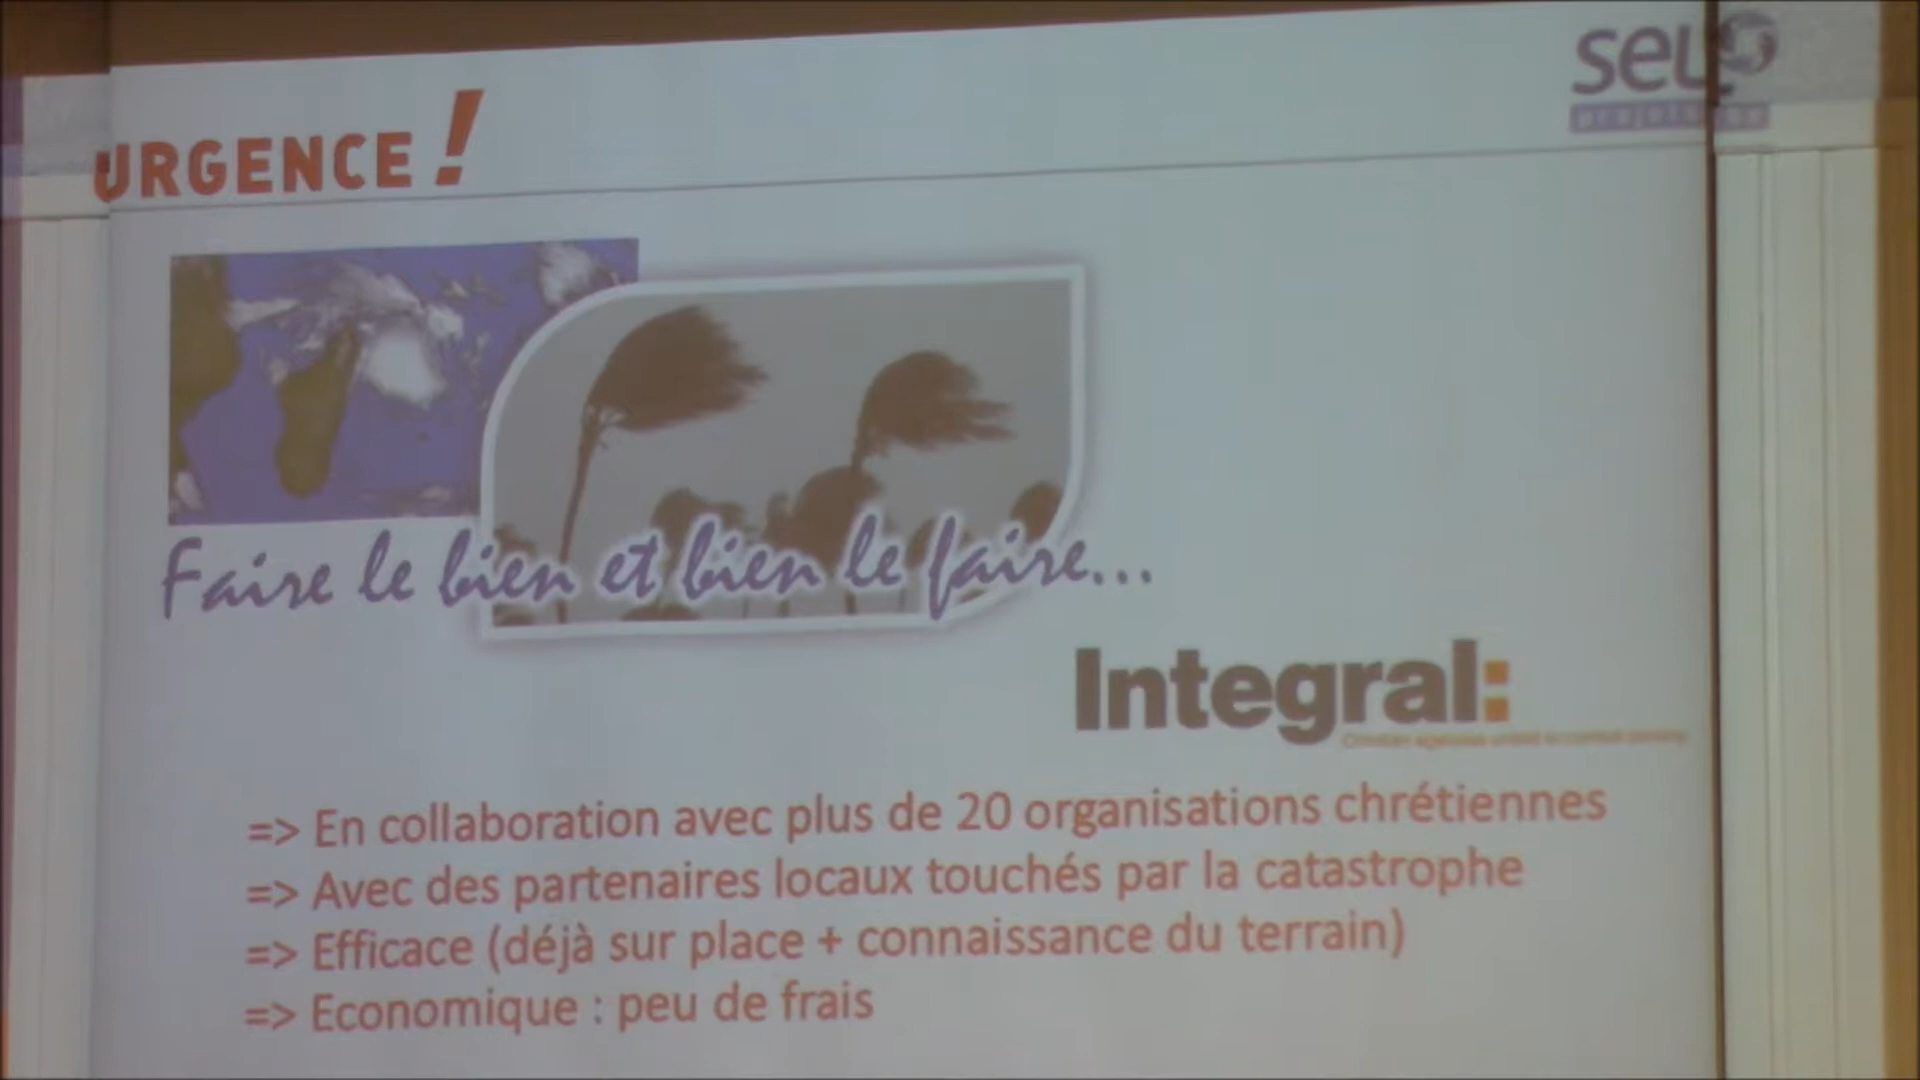 URGENCE !
SEL
Faire le bien et bien le faire...
Integral:
=> En collaboration avec plus de 20 organisations chrétiennes
=> Avec des partenaires locaux touchés par la catastrophe
=> Efficace (déjà sur place + connaissance du terrain)
=> Economique : peu de frais